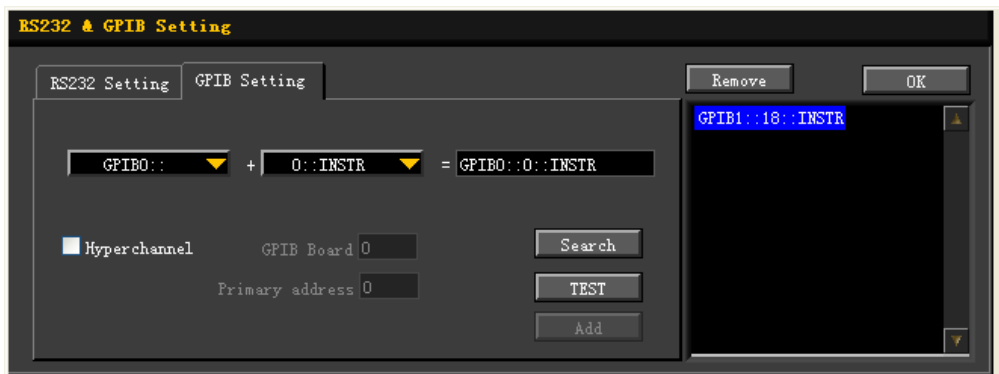 RS232 & GPIB Setting
RS232 Setting
GPIB Setting
Remove
OK
GPIB1::18::INSTR
GPIB0:: + 0::INSTR = GPIB0::0::INSTR
Hyperchannel
GPIB Board 0
Search
Primary address 0
TEST
Add